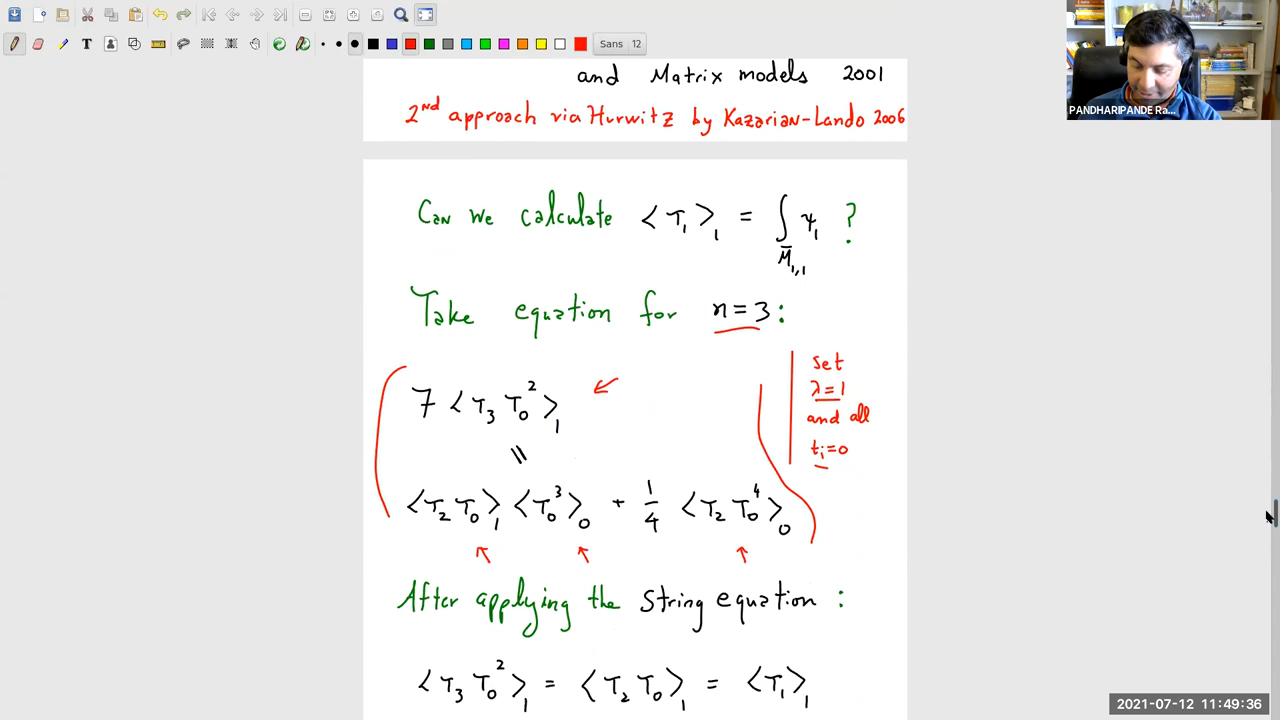 Sans 12
PANDHARIPANDE Ra...
and Matrix models 2001
2nd approach via Hurwitz by Kazarian-Lando 2006
Can we calculate < τ₁ >₁ = ∫_{M̄₁,₁} ψ₁ ?
Take equation for n = 3 :
7 < τ₃ τ₀² >₁
||
< τ₂ τ₀ >₁ < τ₀³ >₀ + 1/4 < τ₂ τ₀⁴ >₀
set
λ = 1
and all
tᵢ = 0
After applying the String equation :
< τ₃ τ₀² >₁ = < τ₂ τ₀ >₁ = < τ₁ >₁
2021-07-12 11:49:36